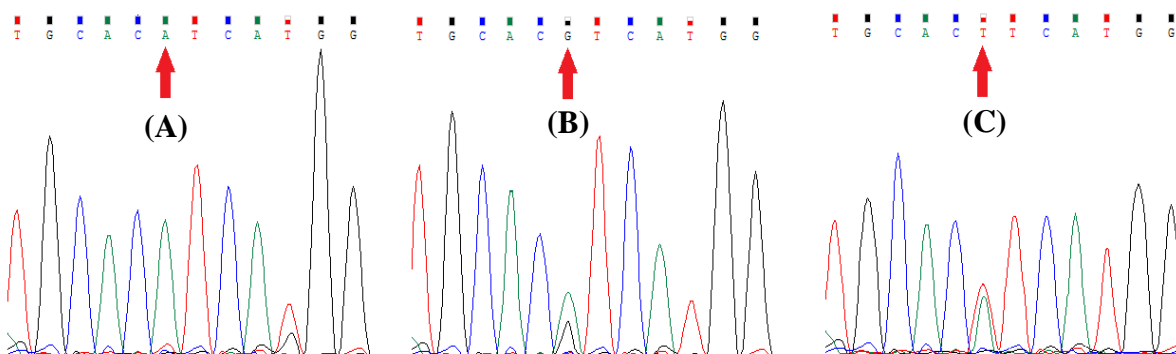 T G C A C A T C A T G G
(A)
T G C A C G T C A T G G
(B)
T G C A C T T C A T G G
(C)